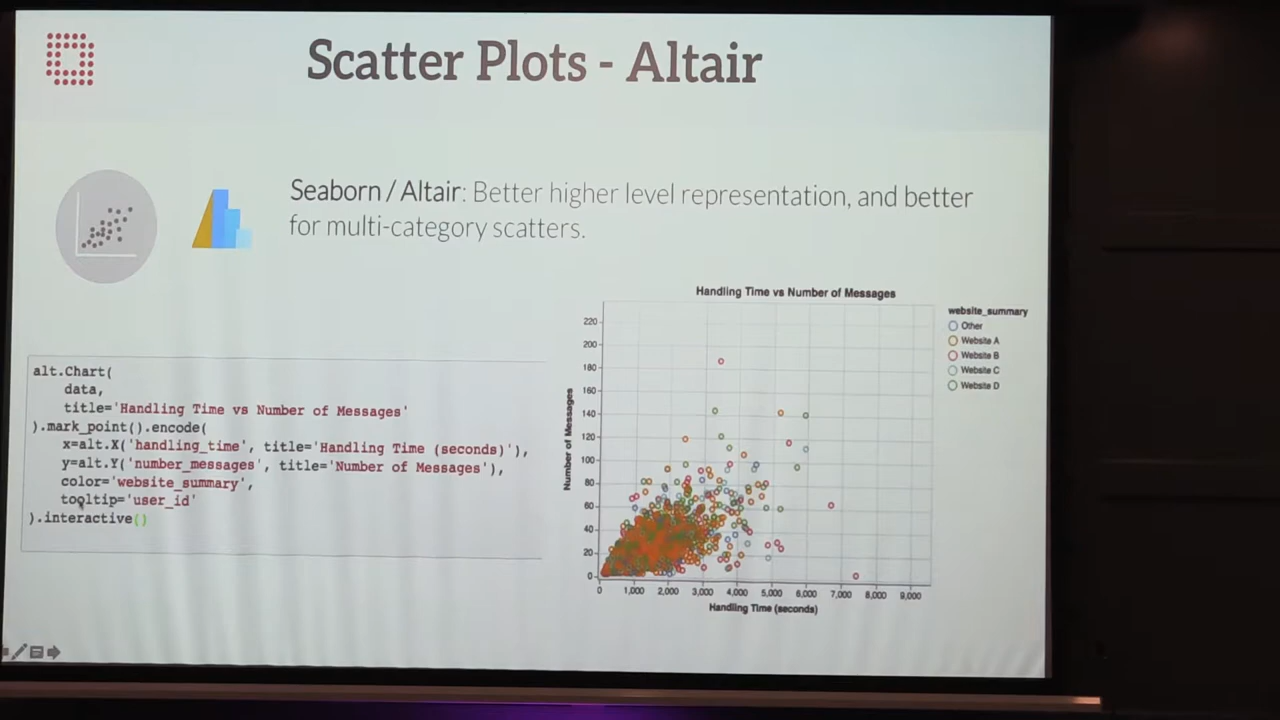 Scatter Plots - Altair
Seaborn / Altair: Better higher level representation, and better
for multi-category scatters.
alt.Chart(
data,
title='Handling Time vs Number of Messages'
).mark_point().encode(
x=alt.X('handling_time', title='Handling Time (seconds)'),
y=alt.Y('number_messages', title='Number of Messages'),
color='website_summary',
tooltip='user_id'
).interactive()
Handling Time vs Number of Messages
Number of Messages
220
200
180
160
140
120
100
80
60
40
20
0
0 1,000 2,000 3,000 4,000 5,000 6,000 7,000 8,000 9,000
Handling Time (seconds)
website_summary
Other
Website A
Website B
Website C
Website D